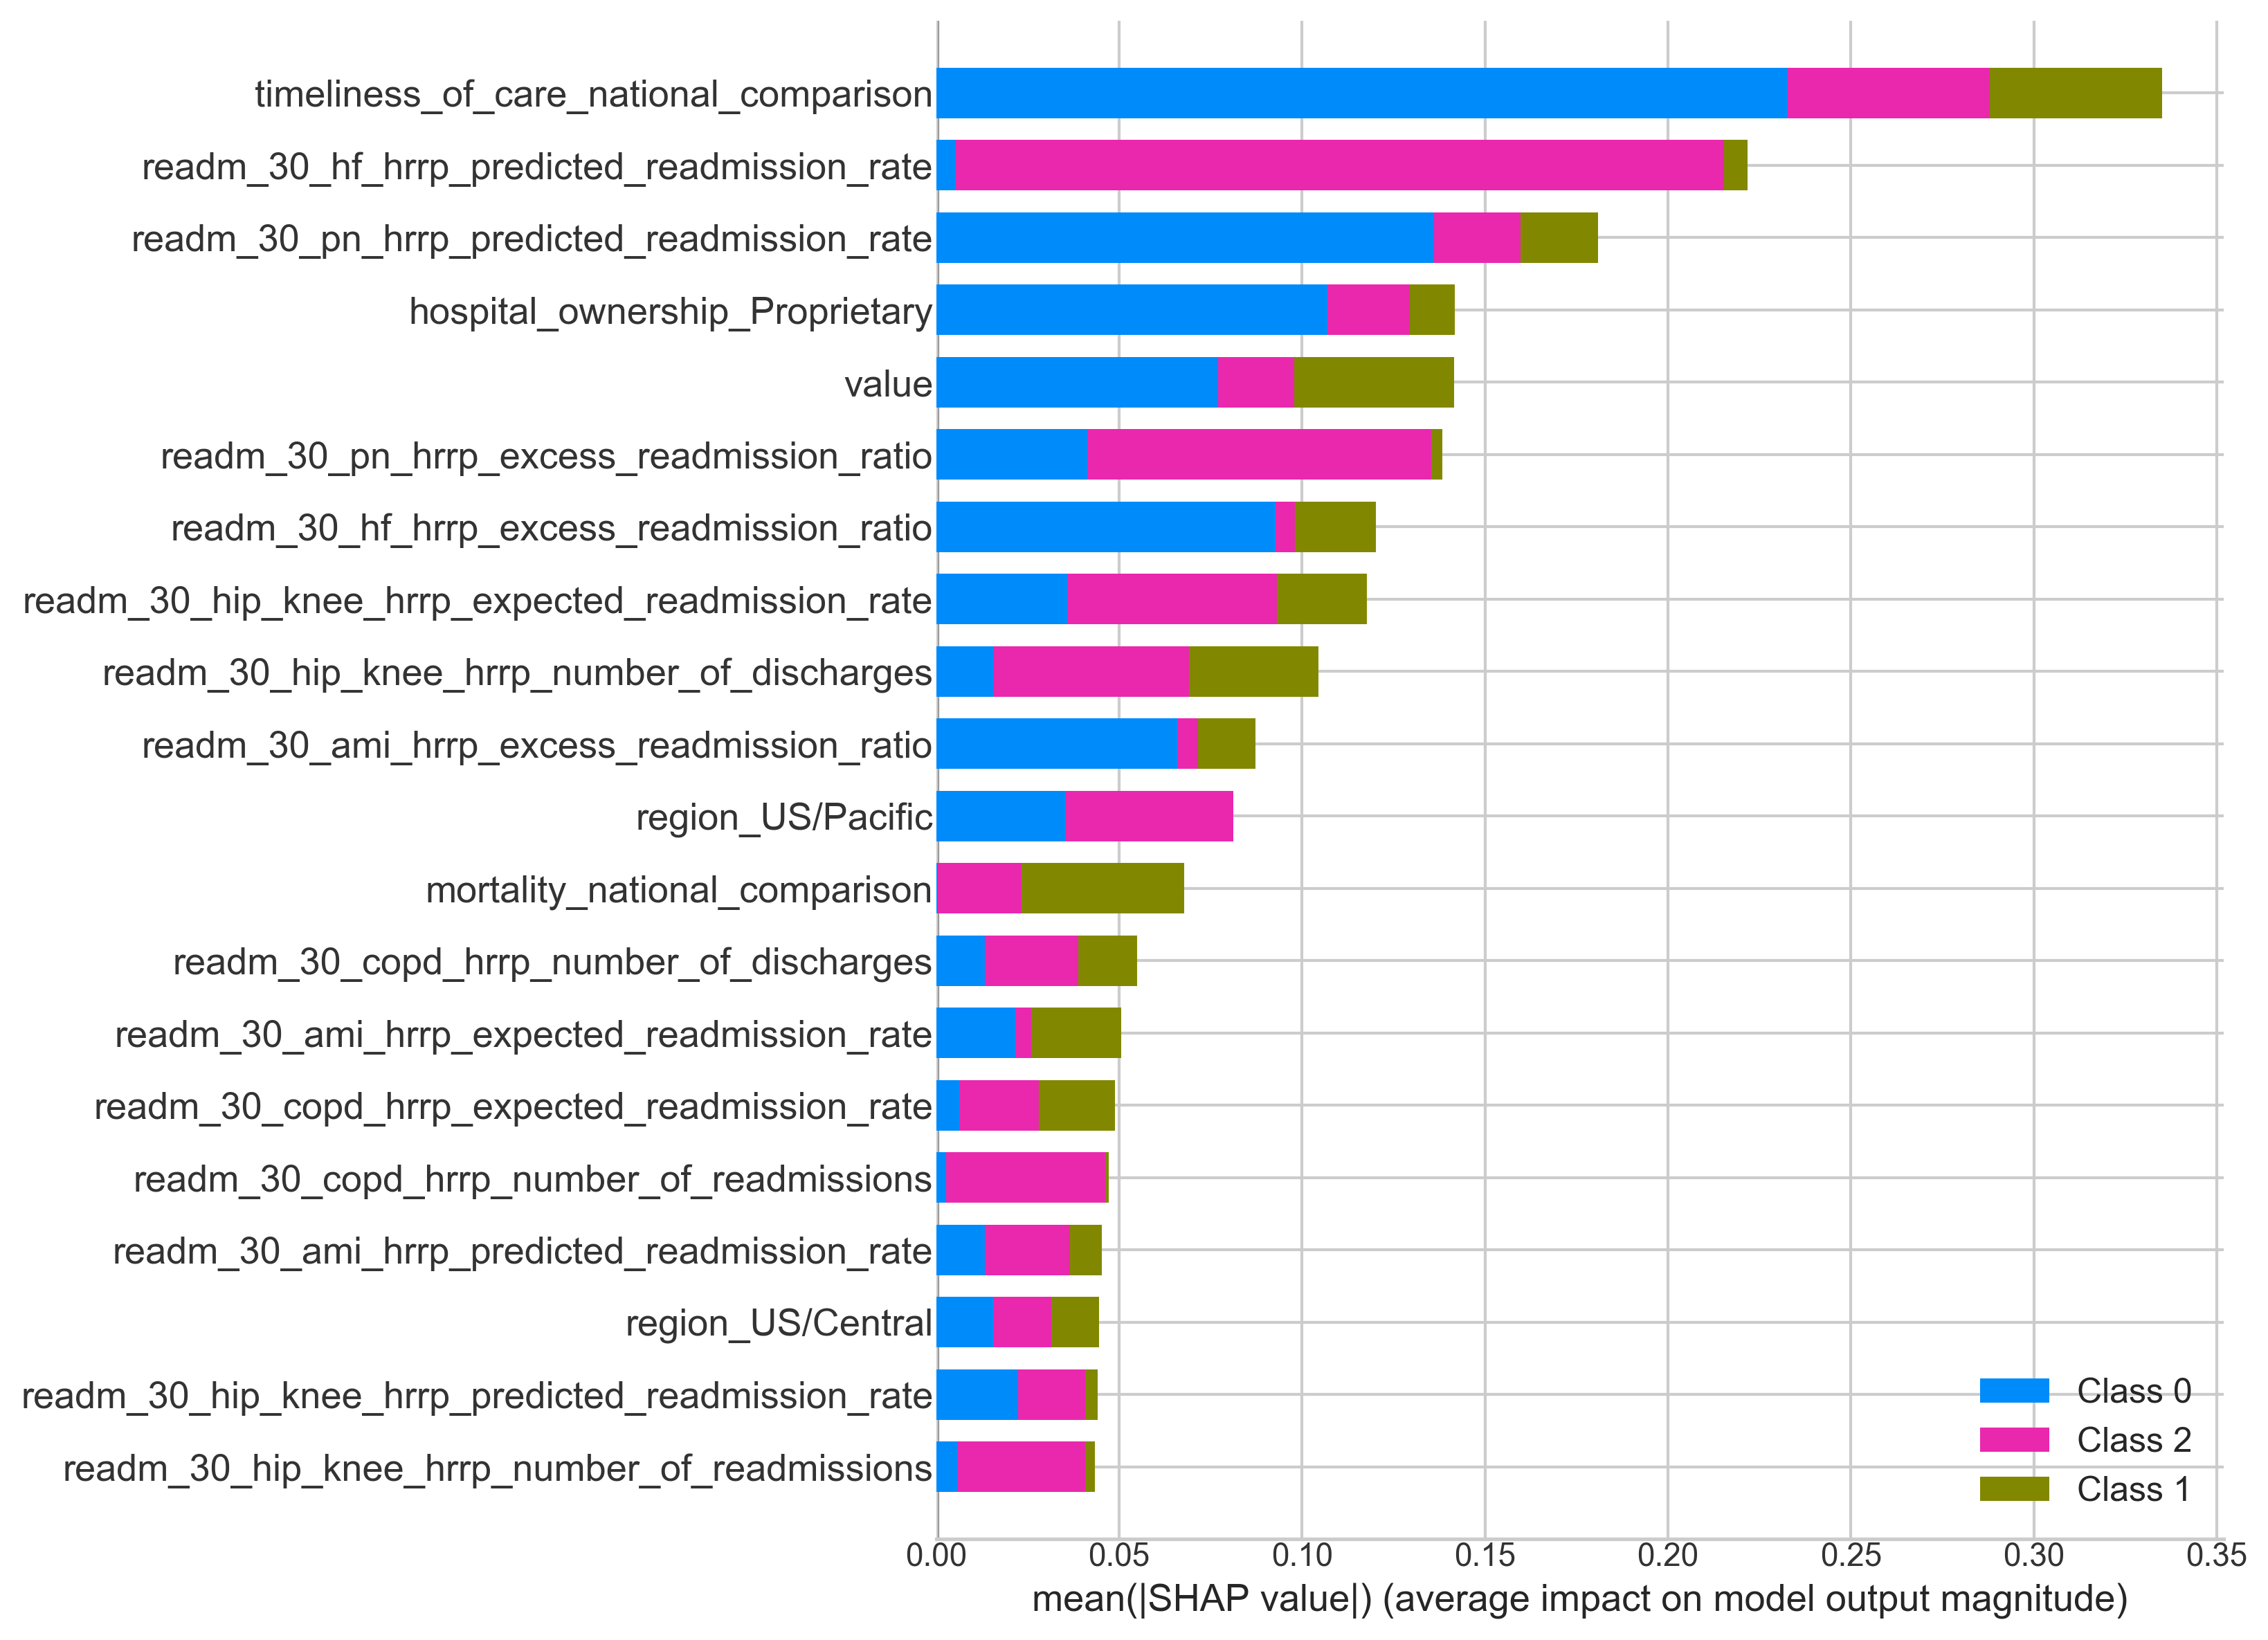 timeliness_of_care_national_comparison
readm_30_hf_hrrp_predicted_readmission_rate
readm_30_pn_hrrp_predicted_readmission_rate
hospital_ownership_Proprietary
value
readm_30_pn_hrrp_excess_readmission_ratio
readm_30_hf_hrrp_excess_readmission_ratio
readm_30_hip_knee_hrrp_expected_readmission_rate
readm_30_hip_knee_hrrp_number_of_discharges
readm_30_ami_hrrp_excess_readmission_ratio
region_US/Pacific
mortality_national_comparison
readm_30_copd_hrrp_number_of_discharges
readm_30_ami_hrrp_expected_readmission_rate
readm_30_copd_hrrp_expected_readmission_rate
readm_30_copd_hrrp_number_of_readmissions
readm_30_ami_hrrp_predicted_readmission_rate
region_US/Central
readm_30_hip_knee_hrrp_predicted_readmission_rate
readm_30_hip_knee_hrrp_number_of_readmissions
Class 0
Class 2
Class 1
0.00 0.05 0.10 0.15 0.20 0.25 0.30 0.35
mean(|SHAP value|) (average impact on model output magnitude)